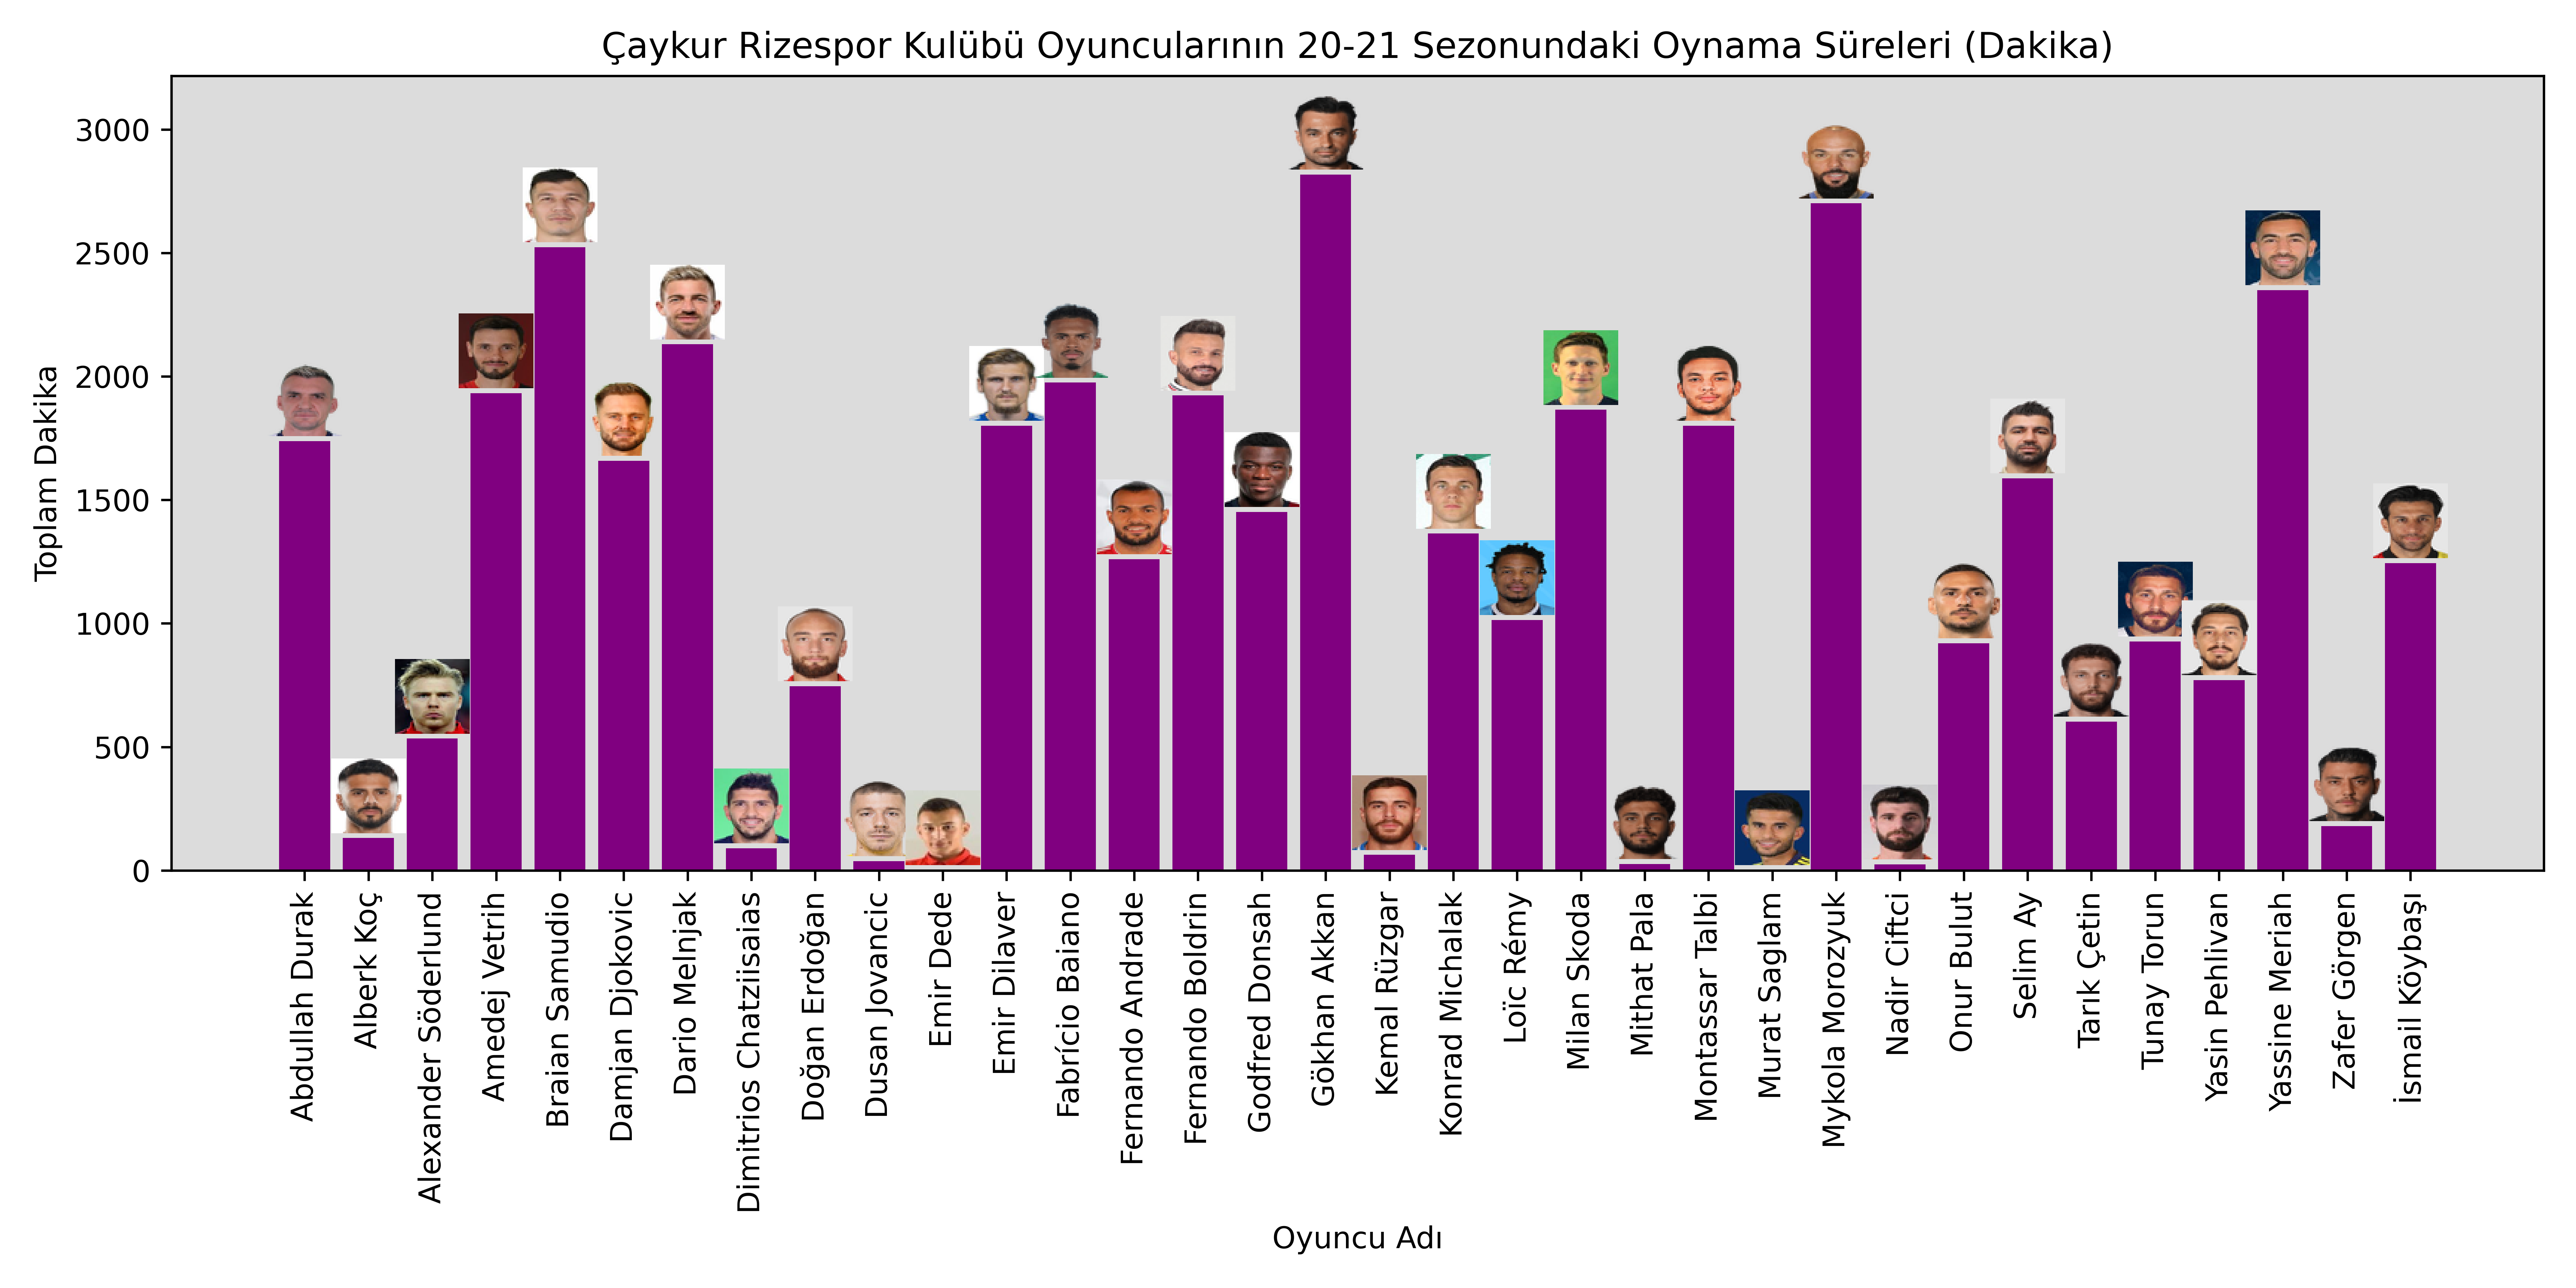 Çaykur Rizespor Kulübü Oyuncularının 20-21 Sezonundaki Oynama Süreleri (Dakika)
Toplam Dakika
3000
2500
2000
1500
1000
500
0
Abdullah Durak
Alberk Koç
Alexander Söderlund
Amedej Vetrih
Braian Samudio
Damjan Djokovic
Dario Melnjak
Dimitrios Chatziisaias
Doğan Erdoğan
Dusan Jovancic
Emir Dede
Emir Dilaver
Fabrício Baiano
Fernando Andrade
Fernando Boldrin
Godfred Donsah
Gökhan Akkan
Kemal Rüzgar
Konrad Michalak
Loïc Rémy
Milan Skoda
Mithat Pala
Montassar Talbi
Murat Saglam
Mykola Morozyuk
Nadir Ciftci
Onur Bulut
Selim Ay
Tarık Çetin
Tunay Torun
Yasin Pehlivan
Yassine Meriah
Zafer Görgen
İsmail Köybaşı
Oyuncu Adı